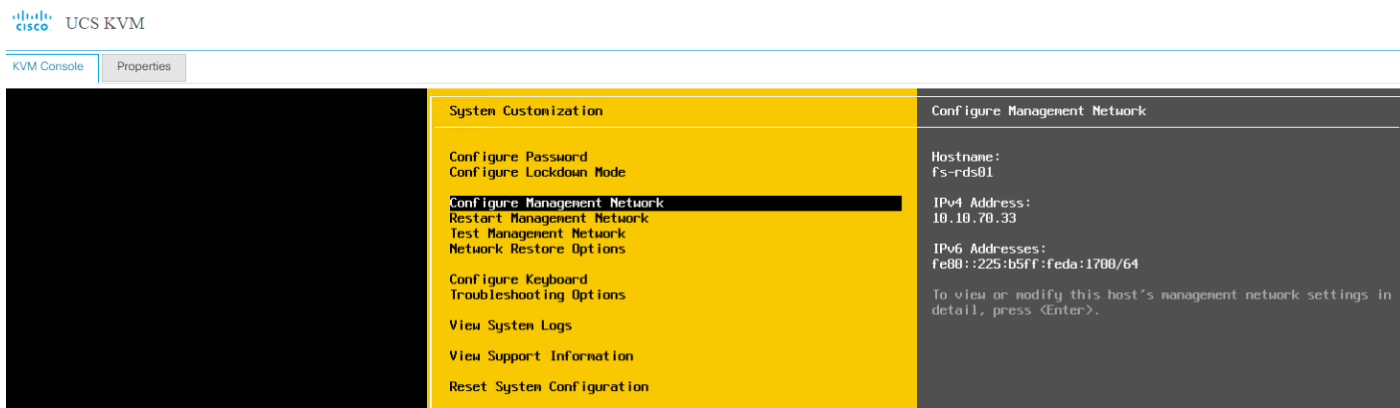 cisco UCS KVM
KVM Console Properties
System Customization
Configure Password
Configure Lockdown Mode
Configure Management Network
Restart Management Network
Test Management Network
Network Restore Options
Configure Keyboard
Troubleshooting Options
View System Logs
View Support Information
Reset System Configuration
Configure Management Network
Hostname:
fs-rds01
IPv4 Address:
10.10.70.33
IPv6 Addresses:
fe80::225:b5ff:feda:1700/64
To view or modify this host's management network settings in
detail, press <Enter>.